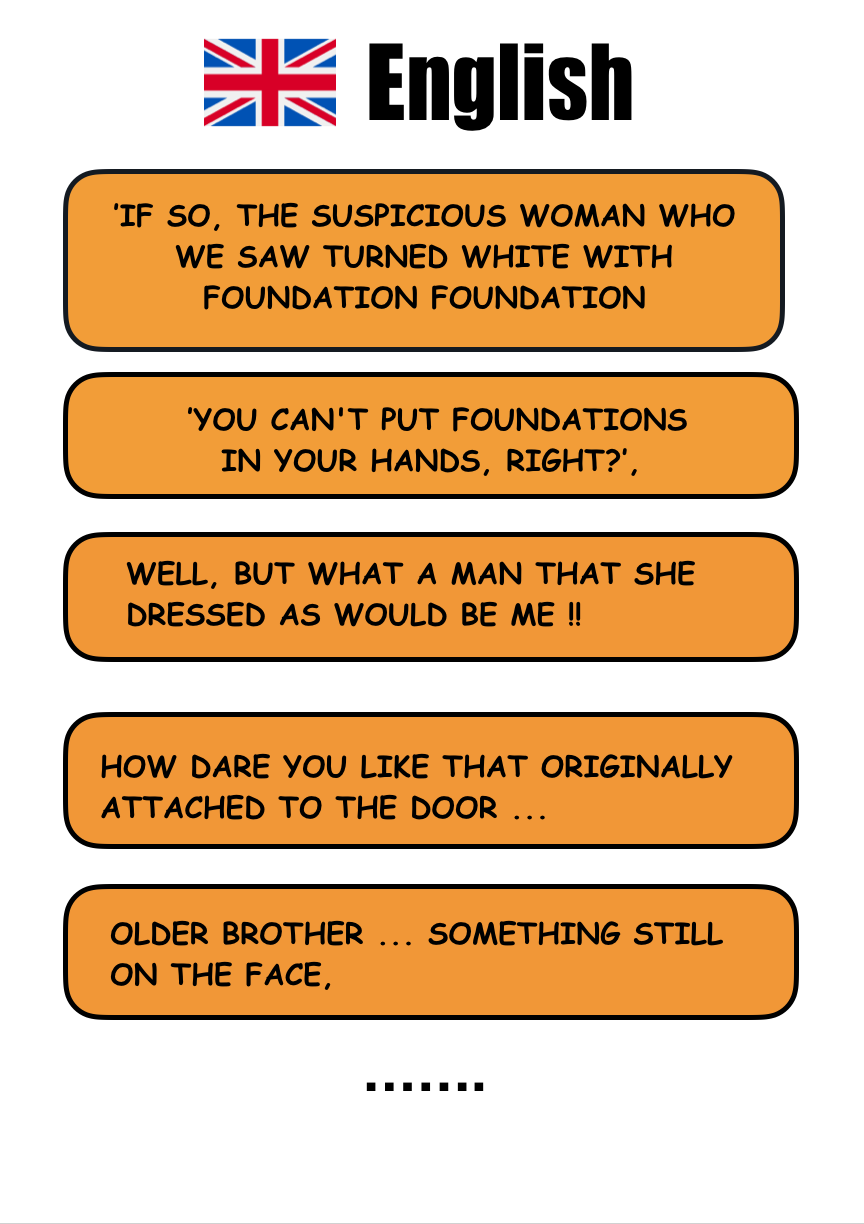 English
'IF SO, THE SUSPICIOUS WOMAN WHO
WE SAW TURNED WHITE WITH
FOUNDATION FOUNDATION
'YOU CAN'T PUT FOUNDATIONS
IN YOUR HANDS, RIGHT?',
WELL, BUT WHAT A MAN THAT SHE
DRESSED AS WOULD BE ME !!
HOW DARE YOU LIKE THAT ORIGINALLY
ATTACHED TO THE DOOR ...
OLDER BROTHER ... SOMETHING STILL
ON THE FACE,
.......